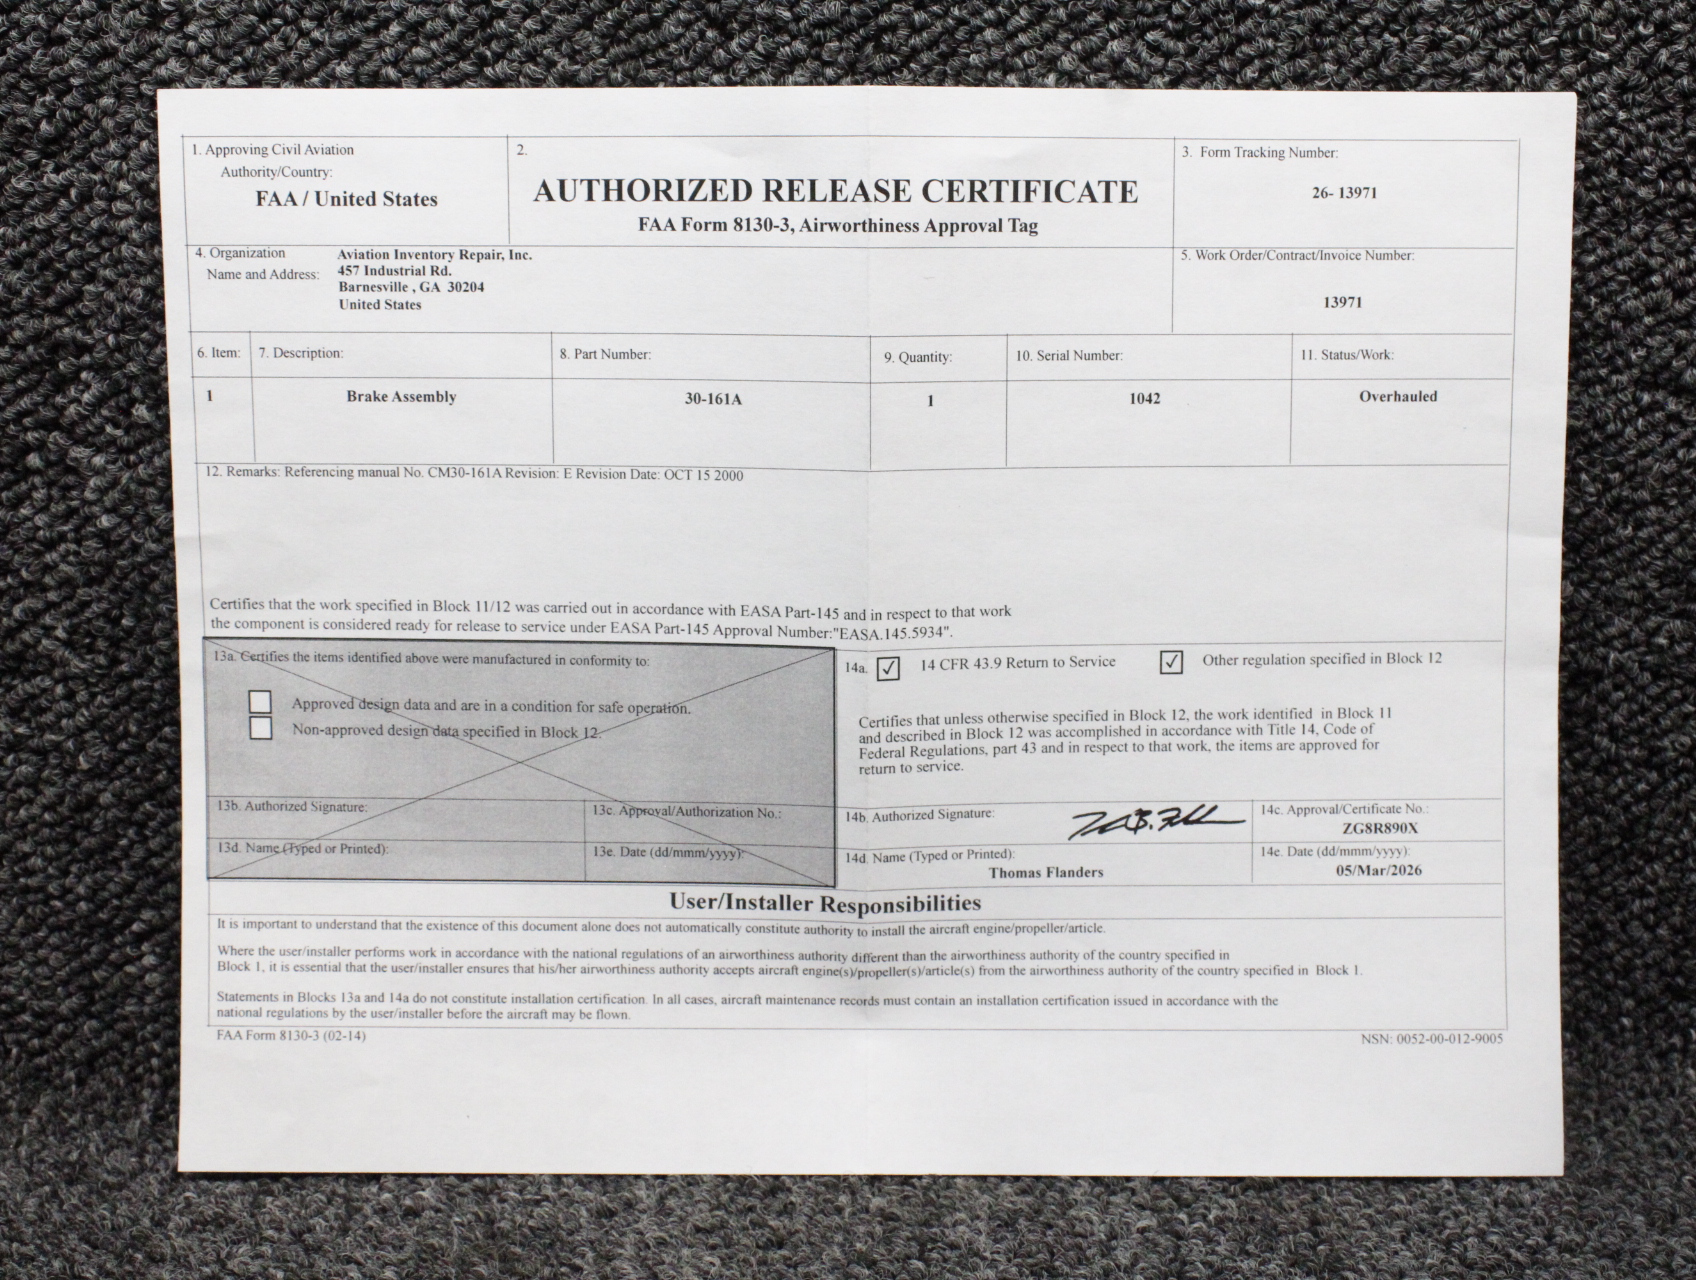 1. Approving Civil Aviation
Authority/Country:
FAA / United States
2.
AUTHORIZED RELEASE CERTIFICATE
FAA Form 8130-3, Airworthiness Approval Tag
3. Form Tracking Number:
26- 13971
4. Organization
Name and Address:
Aviation Inventory Repair, Inc.
457 Industrial Rd.
Barnesville , GA 30204
United States
5. Work Order/Contract/Invoice Number:
13971
6. Item:
7. Description:
8. Part Number:
9. Quantity:
10. Serial Number:
11. Status/Work:
1
Brake Assembly
30-161A
1
1042
Overhauled
12. Remarks: Referencing manual No. CM30-161A Revision: E Revision Date: OCT 15 2000
Certifies that the work specified in Block 11/12 was carried out in accordance with EASA Part-145 and in respect to that work
the component is considered ready for release to service under EASA Part-145 Approval Number:"EASA.145.5934".
13a. Certifies the items identified above were manufactured in conformity to:
Approved design data and are in a condition for safe operation.
Non-approved design data specified in Block 12.
13b. Authorized Signature:
13c. Approval/Authorization No.:
13d. Name (Typed or Printed):
13e. Date (dd/mmm/yyyy):
14a. ✓ 14 CFR 43.9 Return to Service
✓ Other regulation specified in Block 12
Certifies that unless otherwise specified in Block 12, the work identified in Block 11
and described in Block 12 was accomplished in accordance with Title 14, Code of
Federal Regulations, part 43 and in respect to that work, the items are approved for
return to service.
14b. Authorized Signature:
14c. Approval/Certificate No.:
ZG8R890X
14d. Name (Typed or Printed):
Thomas Flanders
14e. Date (dd/mmm/yyyy):
05/Mar/2026
User/Installer Responsibilities
It is important to understand that the existence of this document alone does not automatically constitute authority to install the aircraft engine/propeller/article.
Where the user/installer performs work in accordance with the national regulations of an airworthiness authority different than the airworthiness authority of the country specified in
Block 1, it is essential that the user/installer ensures that his/her airworthiness authority accepts aircraft engine(s)/propeller(s)/article(s) from the airworthiness authority of the country specified in Block 1.
Statements in Blocks 13a and 14a do not constitute installation certification. In all cases, aircraft maintenance records must contain an installation certification issued in accordance with the
national regulations by the user/installer before the aircraft may be flown.
FAA Form 8130-3 (02-14)
NSN: 0052-00-012-9005